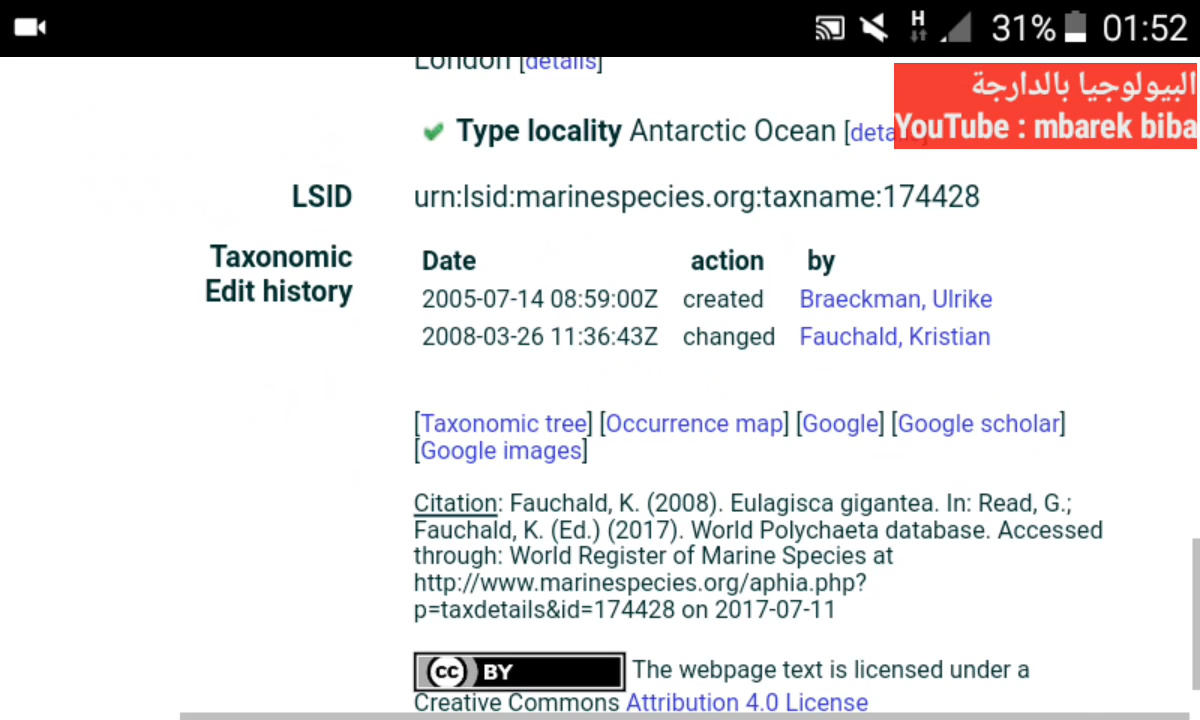 H 31% 01:52
London [details]
البيولوجيا بالدارجة
YouTube : mbarek biba
Type locality Antarctic Ocean [deta
LSID urn:lsid:marinespecies.org:taxname:174428
Taxonomic
Edit history
Date action by
2005-07-14 08:59:00Z created Braeckman, Ulrike
2008-03-26 11:36:43Z changed Fauchald, Kristian
[Taxonomic tree] [Occurrence map] [Google] [Google scholar]
[Google images]
Citation: Fauchald, K. (2008). Eulagisca gigantea. In: Read, G.;
Fauchald, K. (Ed.) (2017). World Polychaeta database. Accessed
through: World Register of Marine Species at
http://www.marinespecies.org/aphia.php?
p=taxdetails&id=174428 on 2017-07-11
cc BY The webpage text is licensed under a
Creative Commons Attribution 4.0 License